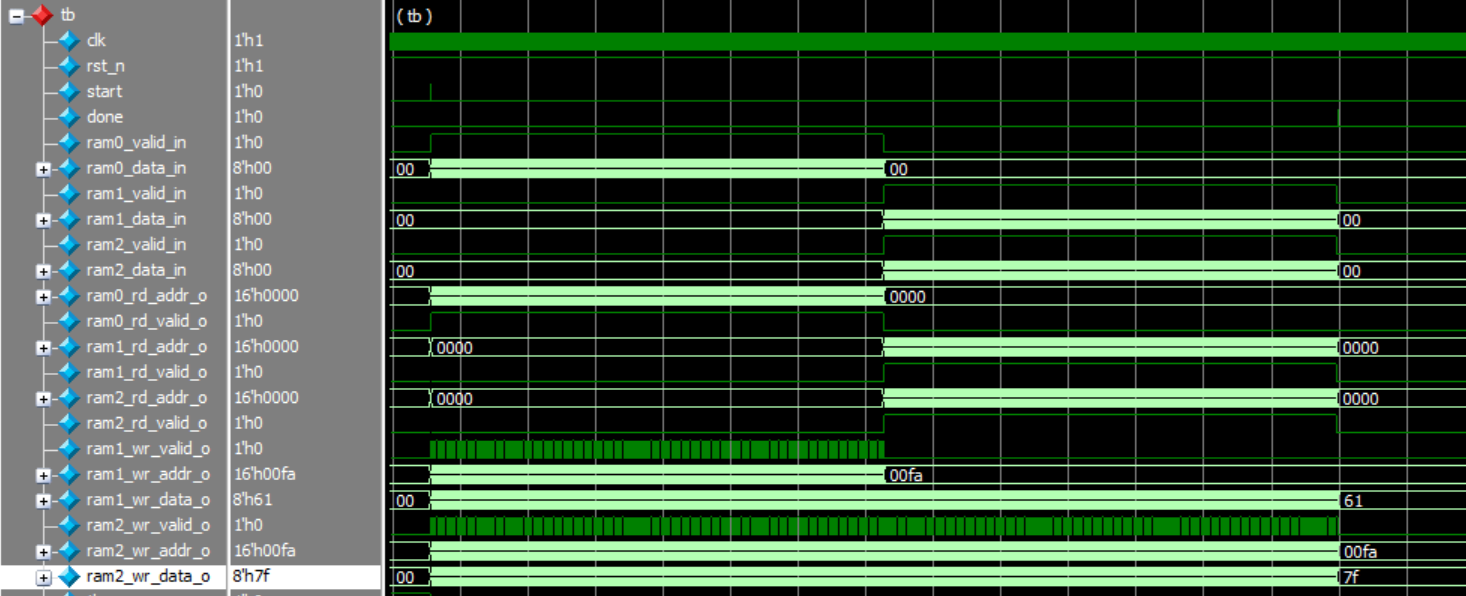 tb (tb)
clk 1'h1
rst_n 1'h1
start 1'h0
done 1'h0
ram0_valid_in 1'h0
ram0_data_in 8'h00 00 00
ram1_valid_in 1'h0
ram1_data_in 8'h00 00 00
ram2_valid_in 1'h0
ram2_data_in 8'h00 00 00
ram0_rd_addr_o 16'h0000 0000
ram0_rd_valid_o 1'h0
ram1_rd_addr_o 16'h0000 0000 0000
ram1_rd_valid_o 1'h0
ram2_rd_addr_o 16'h0000 0000 0000
ram2_rd_valid_o 1'h0
ram1_wr_valid_o 1'h0
ram1_wr_addr_o 16'h00fa 00fa
ram1_wr_data_o 8'h61 00 61
ram2_wr_valid_o 1'h0
ram2_wr_addr_o 16'h00fa 00fa
ram2_wr_data_o 8'h7f 00 7f